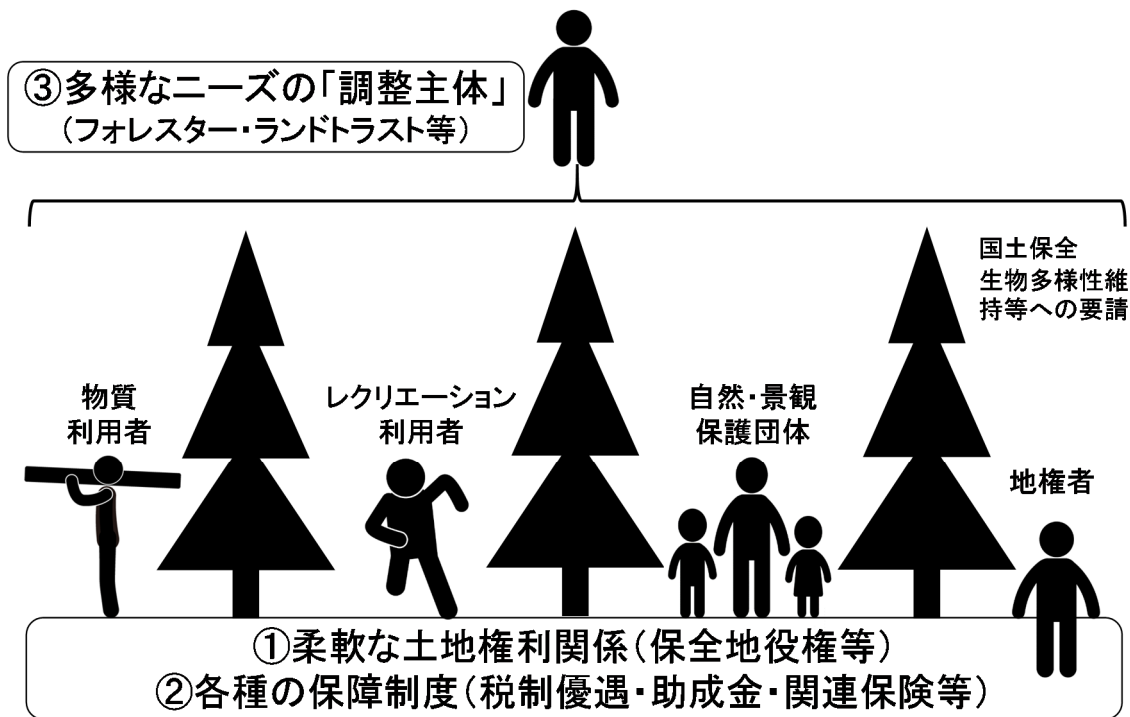 ③多様なニーズの「調整主体」
（フォレスター・ランドトラスト等）
国土保全
生物多様性維
持等への要請
物質
利用者
レクリエーション
利用者
自然・景観
保護団体
地権者
①柔軟な土地権利関係（保全地役権等）
②各種の保障制度（税制優遇・助成金・関連保険等）